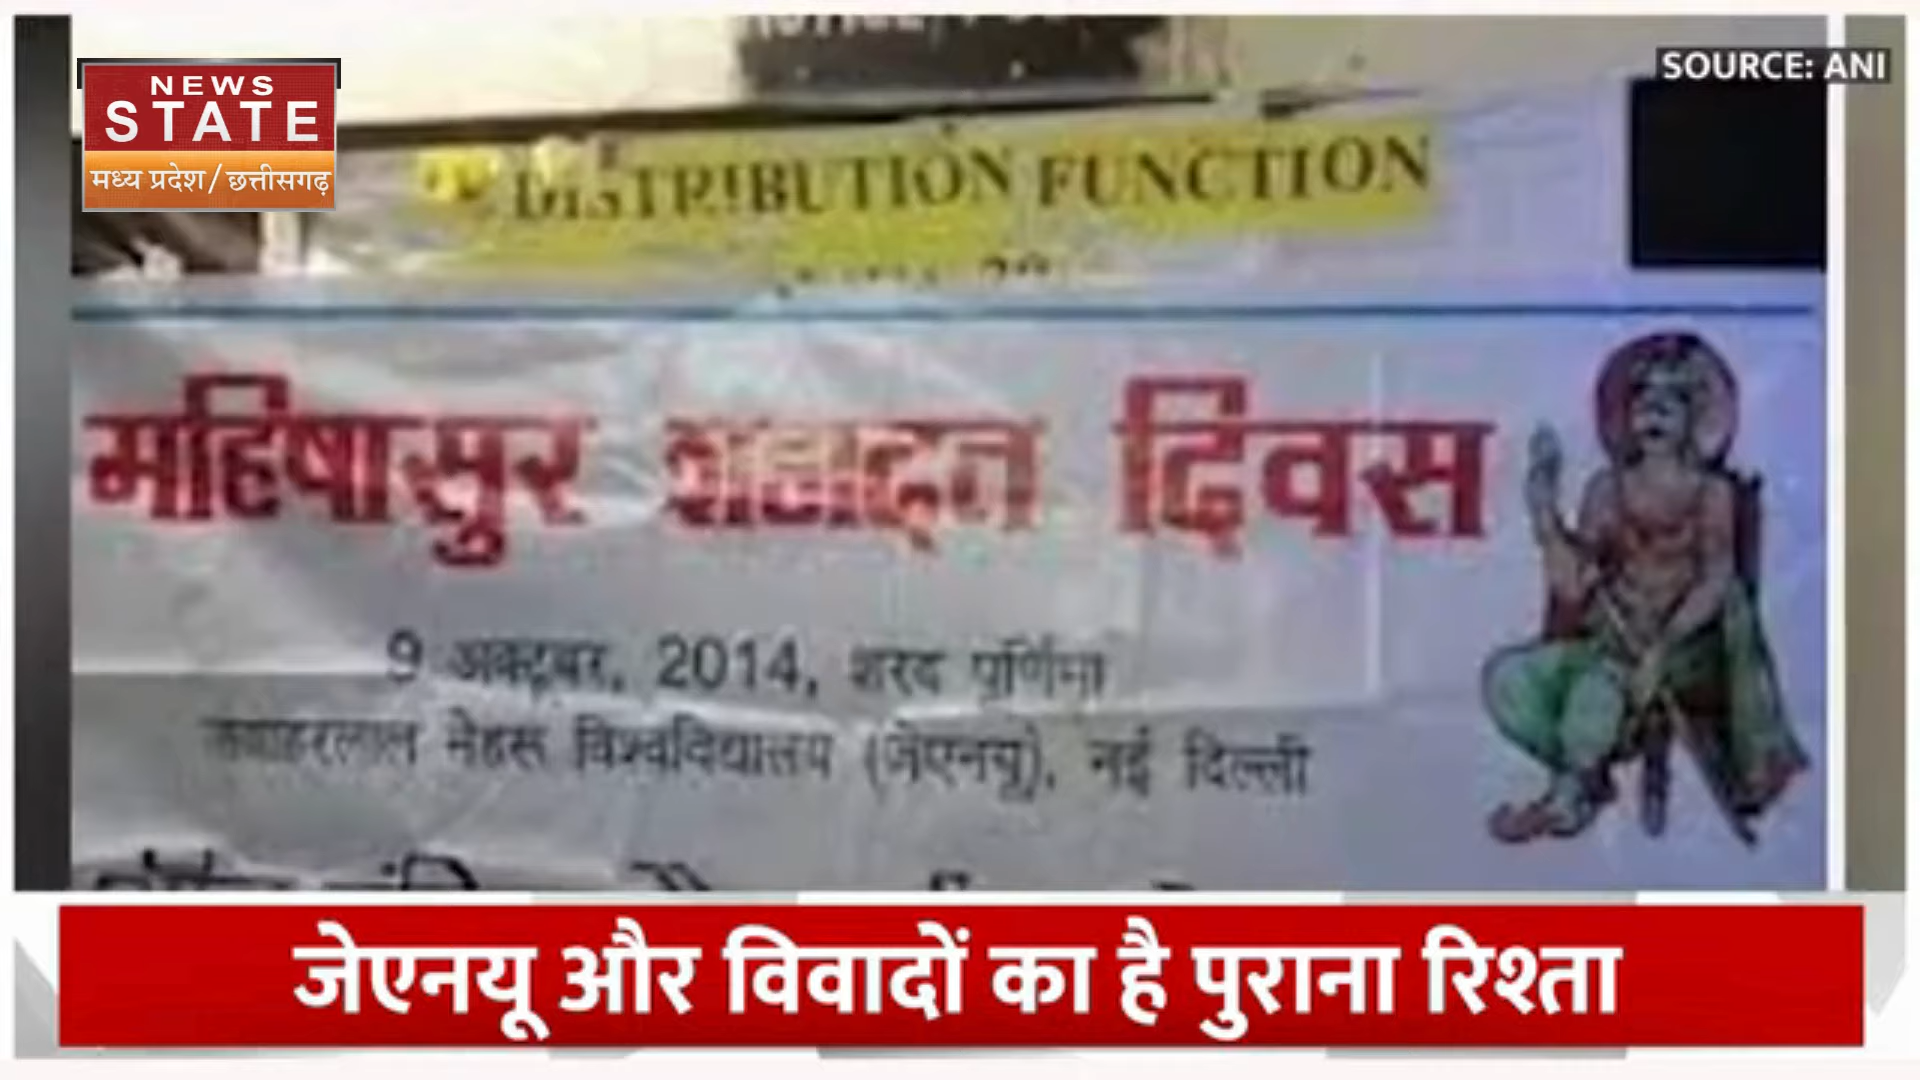 SOURCE: ANI
NEWS
STATE
मध्य प्रदेश/छत्तीसगढ़
DISTRIBUTION FUNCTION
महिषासुर शहादत दिवस
9 अक्टूबर, 2014, शरद पूर्णिमा
जवाहरलाल नेहरू विश्वविद्यालय (जेएनयू), नई दिल्ली
जेएनयू और विवादों का है पुराना रिश्ता